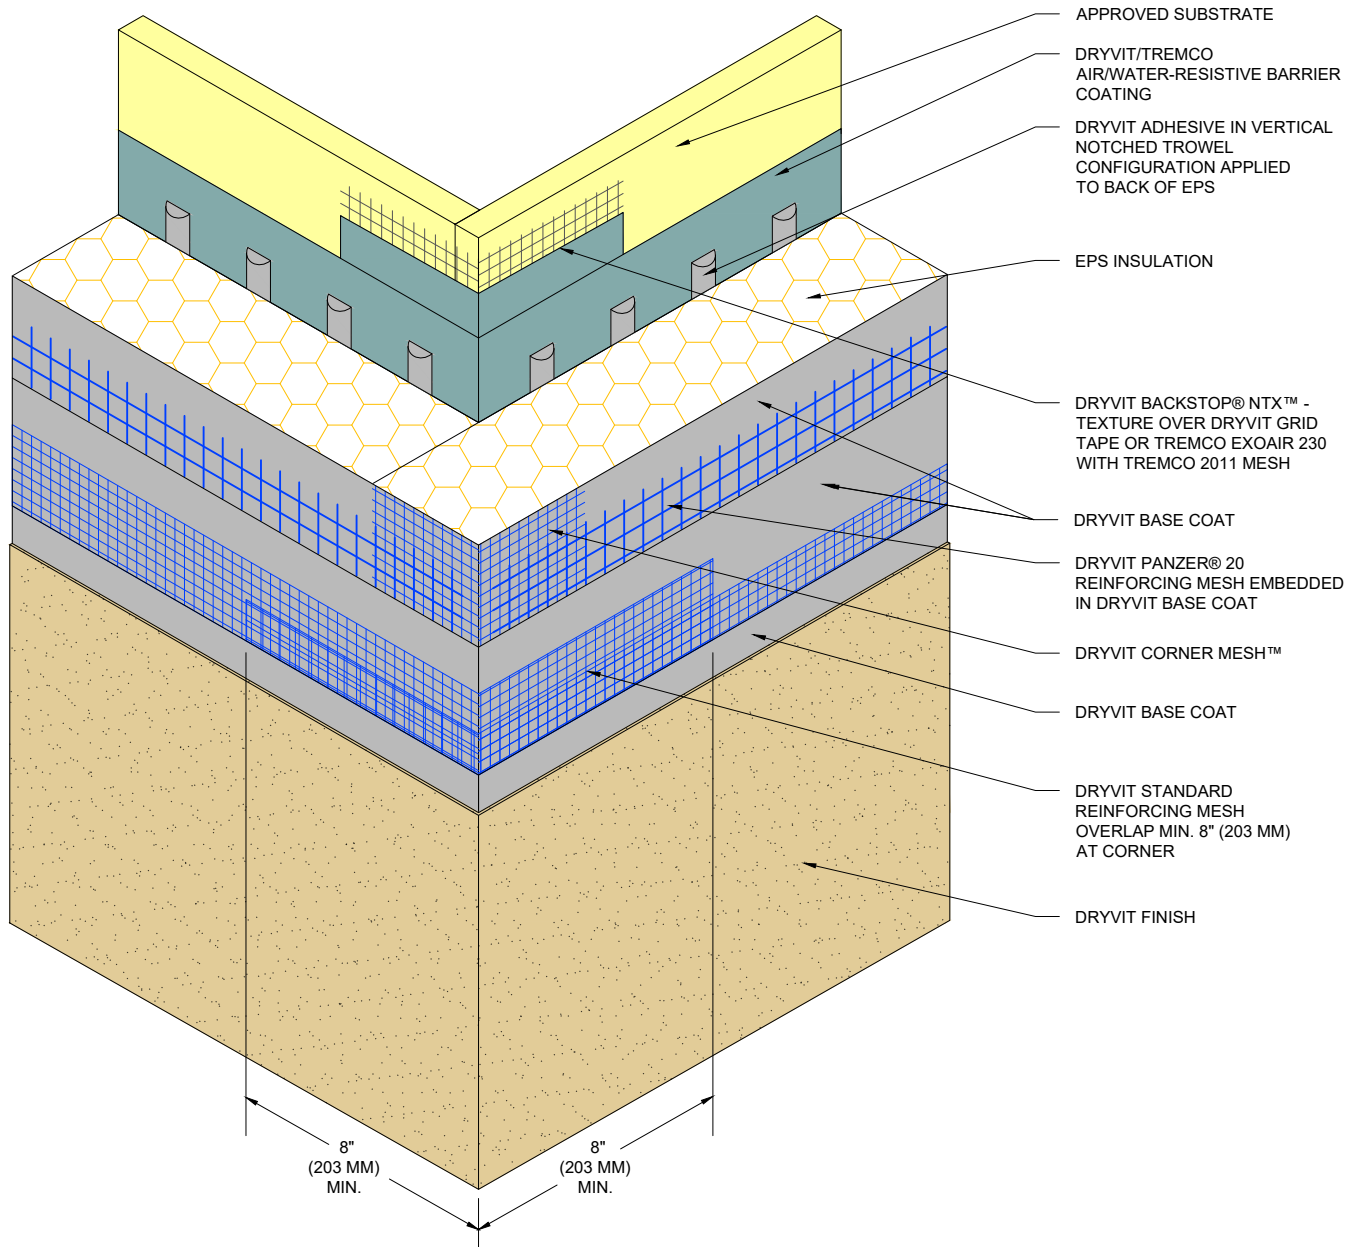 APPROVED SUBSTRATE
DRYVIT/TREMCO
AIR/WATER-RESISTIVE BARRIER
COATING
DRYVIT ADHESIVE IN VERTICAL
NOTCHED TROWEL
CONFIGURATION APPLIED
TO BACK OF EPS
EPS INSULATION
DRYVIT BACKSTOP® NTX™ -
TEXTURE OVER DRYVIT GRID
TAPE OR TREMCO EXOAIR 230
WITH TREMCO 2011 MESH
DRYVIT BASE COAT
DRYVIT PANZER® 20
REINFORCING MESH EMBEDDED
IN DRYVIT BASE COAT
DRYVIT CORNER MESH™
DRYVIT BASE COAT
DRYVIT STANDARD
REINFORCING MESH
OVERLAP MIN. 8" (203 MM)
AT CORNER
DRYVIT FINISH
8"
(203 MM)
MIN.
8"
(203 MM)
MIN.